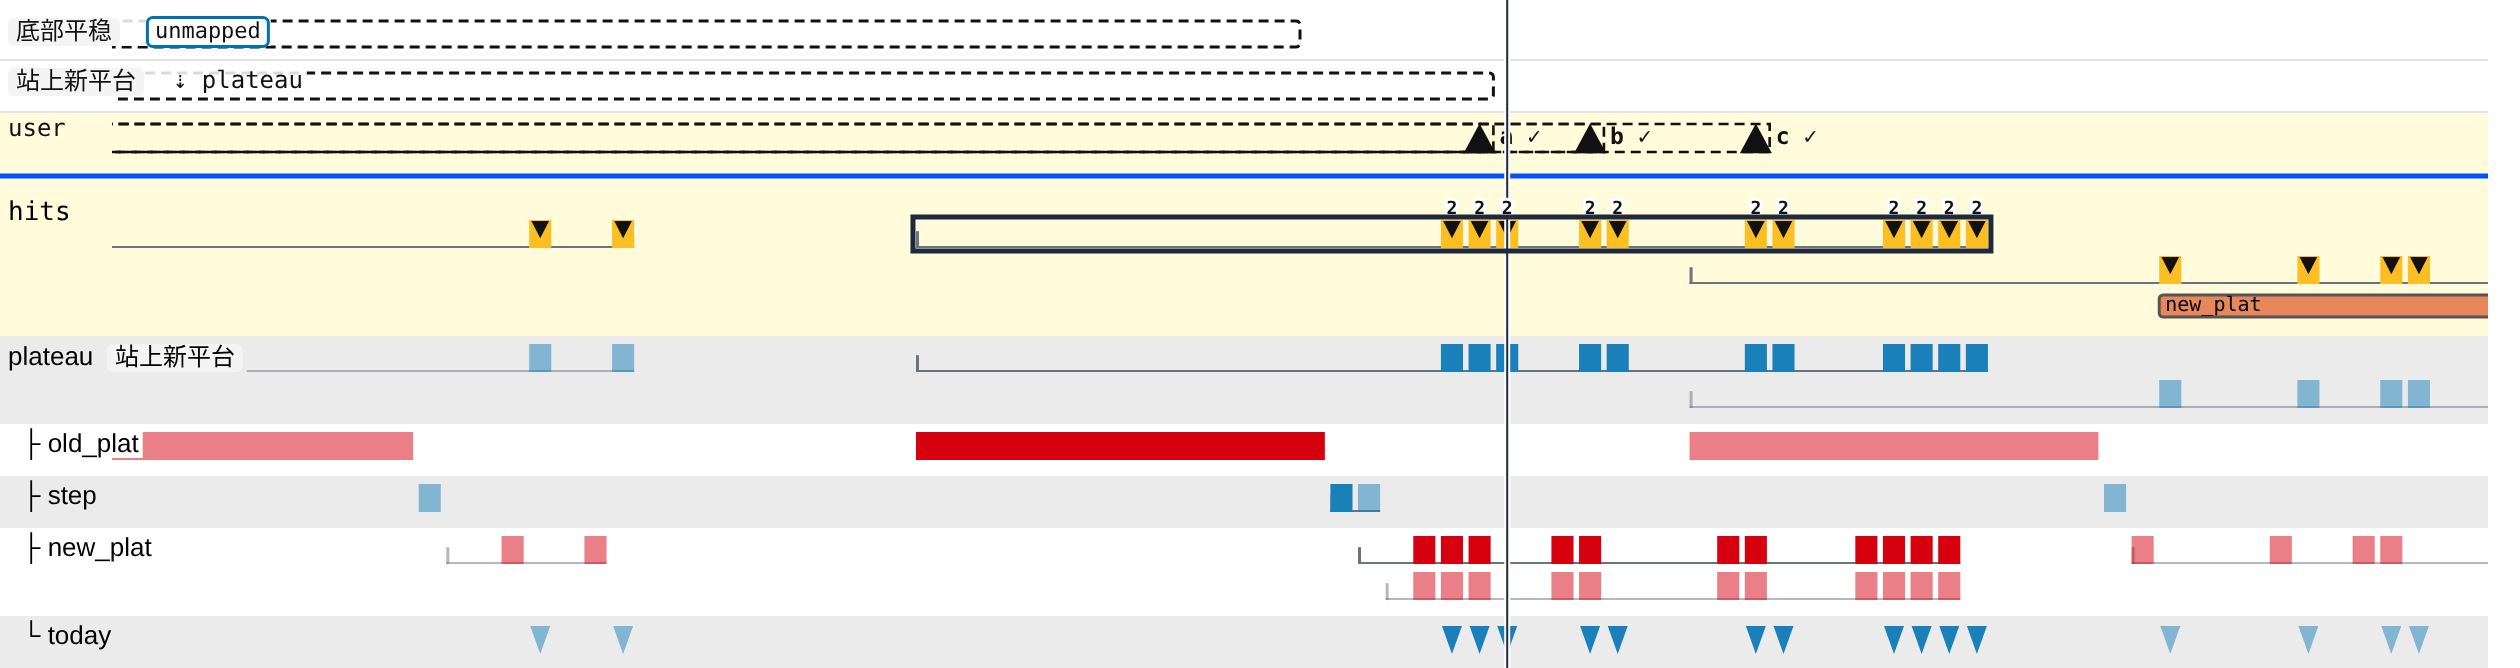 底部平稳 unmapped
站上新平台 ⇣ plateau
user a ✓ b ✓ c ✓
hits 2 2 2 2 2 2 2 2 2 2 2
new_plat
plateau 站上新平台
├ old_plat
├ step
├ new_plat
└ today